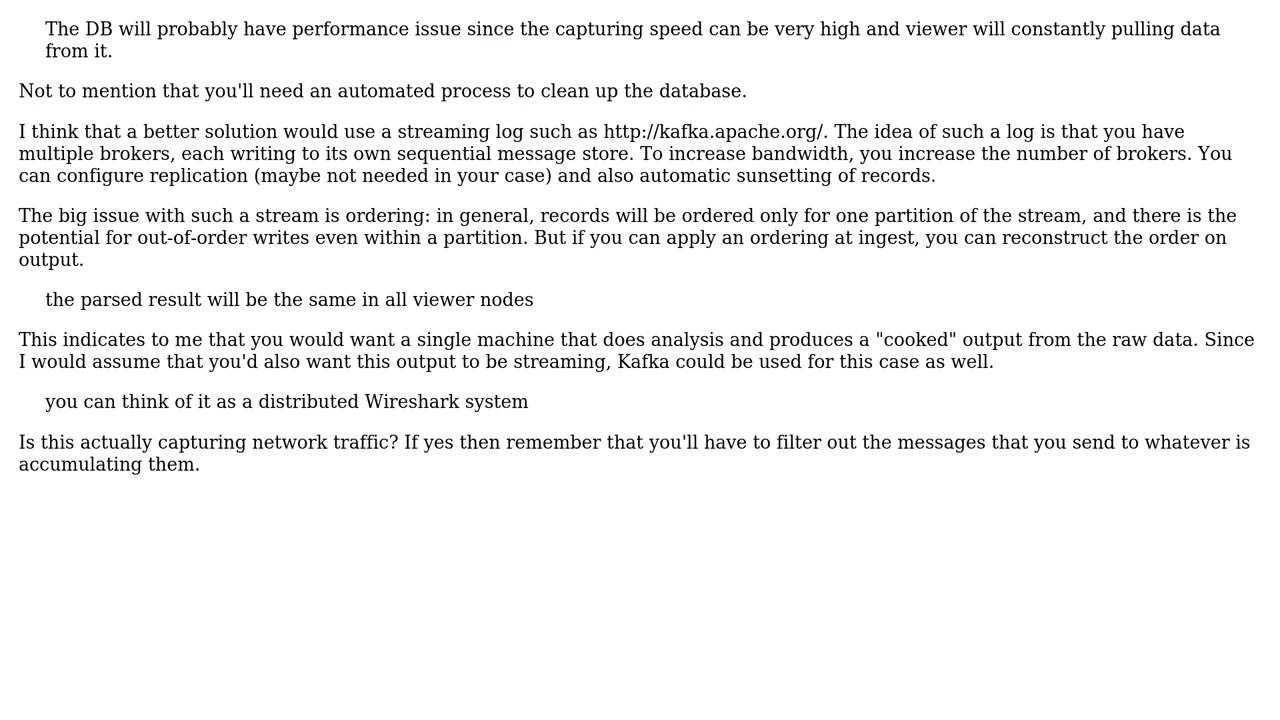 The DB will probably have performance issue since the capturing speed can be very high and viewer will constantly pulling data
from it.
Not to mention that you'll need an automated process to clean up the database.
I think that a better solution would use a streaming log such as http://kafka.apache.org/. The idea of such a log is that you have
multiple brokers, each writing to its own sequential message store. To increase bandwidth, you increase the number of brokers. You
can configure replication (maybe not needed in your case) and also automatic sunsetting of records.
The big issue with such a stream is ordering: in general, records will be ordered only for one partition of the stream, and there is the
potential for out-of-order writes even within a partition. But if you can apply an ordering at ingest, you can reconstruct the order on
output.
the parsed result will be the same in all viewer nodes
This indicates to me that you would want a single machine that does analysis and produces a "cooked" output from the raw data. Since
I would assume that you'd also want this output to be streaming, Kafka could be used for this case as well.
you can think of it as a distributed Wireshark system
Is this actually capturing network traffic? If yes then remember that you'll have to filter out the messages that you send to whatever is
accumulating them.